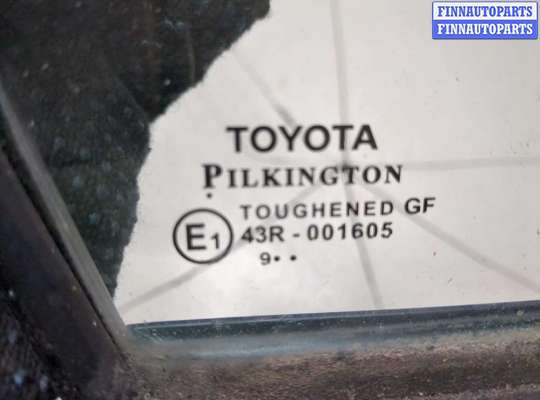 FINNAUTOPARTS
FINNAUTOPARTS
TOYOTA
PILKINGTON
TOUGHENED GF
E1 43R - 001605
9• •